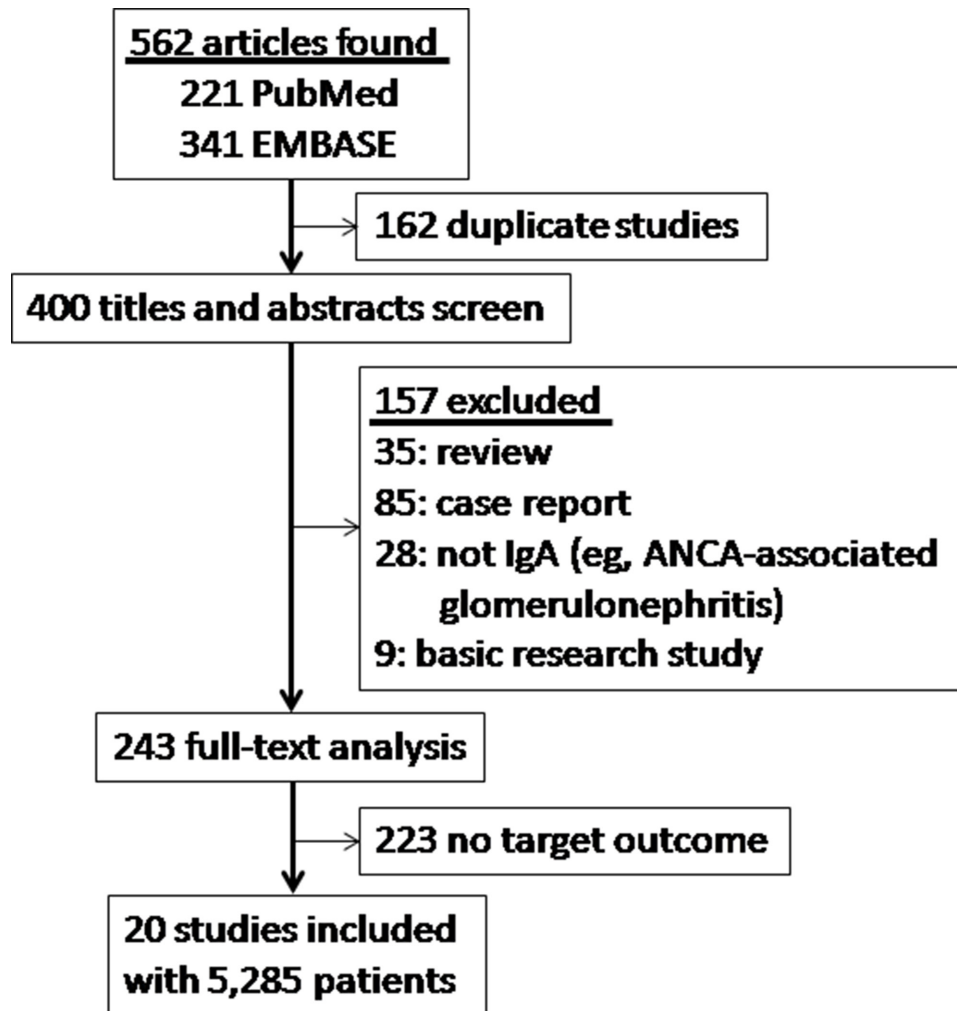 562 articles found
221 PubMed
341 EMBASE
162 duplicate studies
400 titles and abstracts screen
157 excluded
35: review
85: case report
28: not IgA (eg, ANCA-associated
glomerulonephritis)
9: basic research study
243 full-text analysis
223 no target outcome
20 studies included
with 5,285 patients